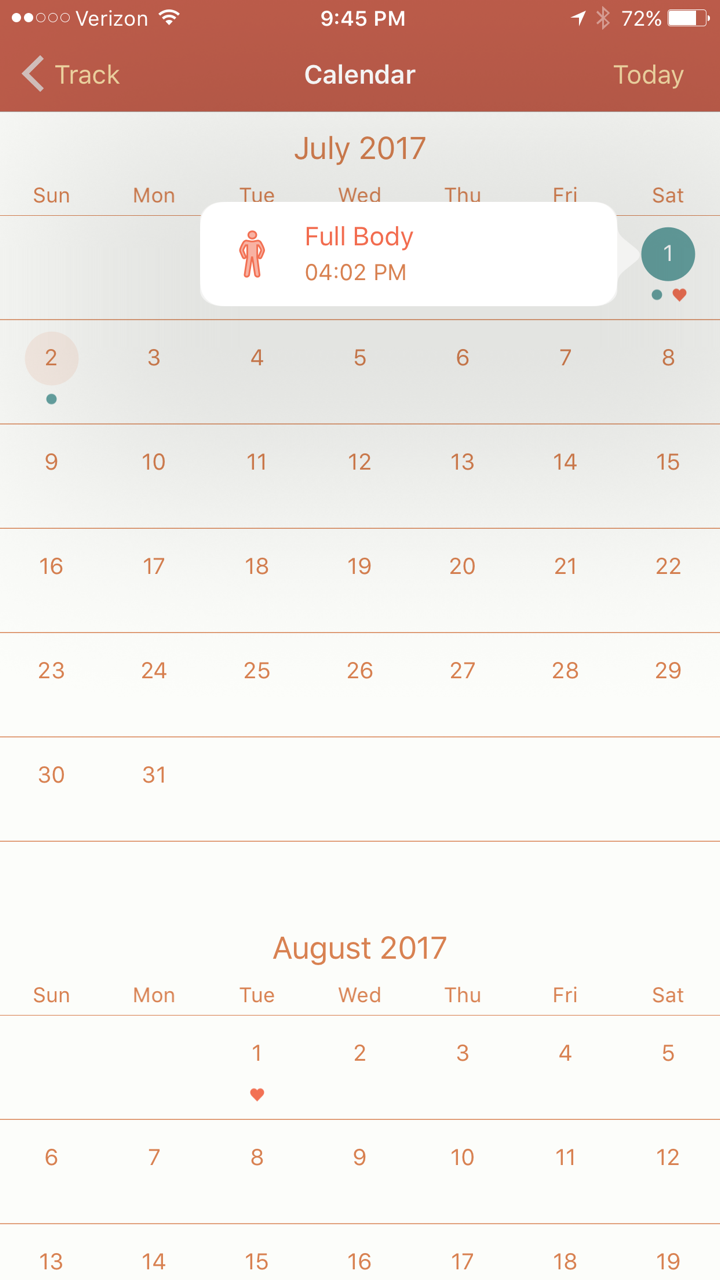 Verizon 9:45 PM 72%
Track Calendar Today
July 2017
Sun Mon Tue Wed Thu Fri Sat
Full Body
04:02 PM
1
2 3 4 5 6 7 8
9 10 11 12 13 14 15
16 17 18 19 20 21 22
23 24 25 26 27 28 29
30 31
August 2017
Sun Mon Tue Wed Thu Fri Sat
1 2 3 4 5
6 7 8 9 10 11 12
13 14 15 16 17 18 19